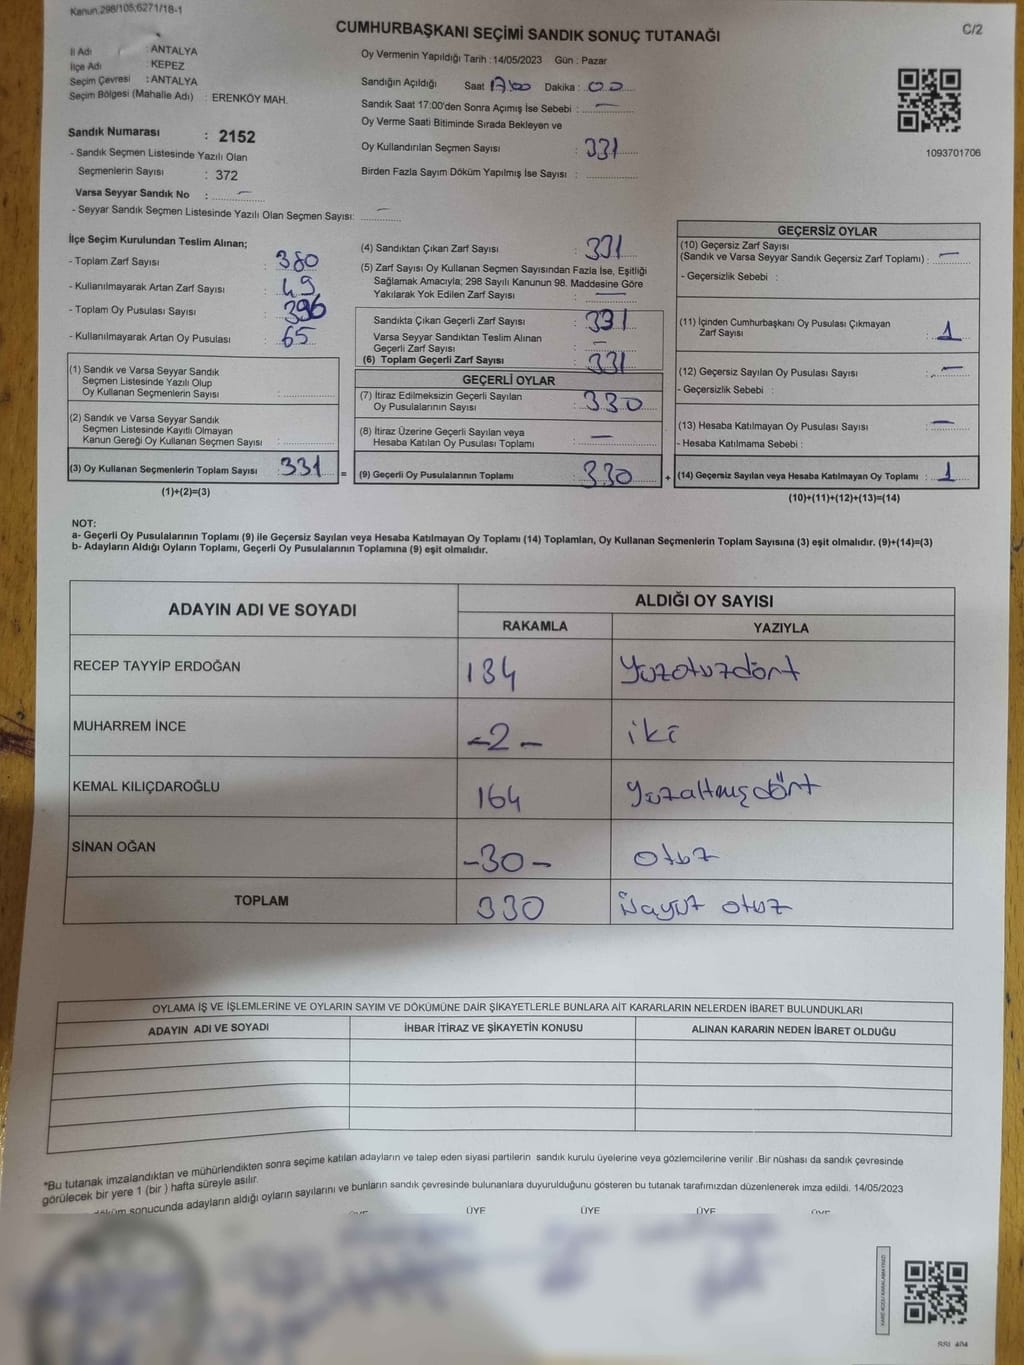 Kanun,298/105;6271/18-1
CUMHURBAŞKANI SEÇİMİ SANDIK SONUÇ TUTANAĞI
C/2
İl Adı : ANTALYA
İlçe Adı : KEPEZ
Seçim Çevresi : ANTALYA
Seçim Bölgesi (Mahalle Adı) : ERENKÖY MAH.
Oy Vermenin Yapıldığı Tarih : 14/05/2023 Gün : Pazar
Sandığın Açıldığı Saat 17:00 Dakika : 00
Sandık Saat 17:00'den Sonra Açımış İse Sebebi : —
Oy Verme Saati Bitiminde Sırada Bekleyen ve
Oy Kullandırılan Seçmen Sayısı : 331
Birden Fazla Sayım Döküm Yapılmış İse Sayısı :
1093701706
Sandık Numarası : 2152
- Sandık Seçmen Listesinde Yazılı Olan
Seçmenlerin Sayısı : 372
Varsa Seyyar Sandık No : —
- Seyyar Sandık Seçmen Listesinde Yazılı Olan Seçmen Sayısı: —
İlçe Seçim Kurulundan Teslim Alınan;
- Toplam Zarf Sayısı : 380
- Kullanılmayarak Artan Zarf Sayısı : 49
- Toplam Oy Pusulası Sayısı : 396
- Kullanılmayarak Artan Oy Pusulası : 65
(1) Sandık ve Varsa Seyyar Sandık
Seçmen Listesinde Yazılı Olup
Oy Kullanan Seçmenlerin Sayısı :
(2) Sandık ve Varsa Seyyar Sandık
Seçmen Listesinde Kayıtlı Olmayan
Kanun Gereği Oy Kullanan Seçmen Sayısı :
(3) Oy Kullanan Seçmenlerin Toplam Sayısı : 331 =
(1)+(2)=(3)
(4) Sandıktan Çıkan Zarf Sayısı : 331
(5) Zarf Sayısı Oy Kullanan Seçmen Sayısından Fazla İse, Eşitliği
Sağlamak Amacıyla; 298 Sayılı Kanunun 98. Maddesine Göre
Yakılarak Yok Edilen Zarf Sayısı : —
Sandıkta Çıkan Geçerli Zarf Sayısı : 331
Varsa Seyyar Sandıktan Teslim Alınan
Geçerli Zarf Sayısı : —
(6) Toplam Geçerli Zarf Sayısı : 331
GEÇERLİ OYLAR
(7) İtiraz Edilmeksizin Geçerli Sayılan
Oy Pusulalarının Sayısı : 330
(8) İtiraz Üzerine Geçerli Sayılan veya
Hesaba Katılan Oy Pusulası Toplamı : —
(9) Geçerli Oy Pusulalarının Toplamı : 330 +
GEÇERSİZ OYLAR
(10) Geçersiz Zarf Sayısı
(Sandık ve Varsa Seyyar Sandık Geçersiz Zarf Toplamı) : —
- Geçersizlik Sebebi :
(11) İçinden Cumhurbaşkanı Oy Pusulası Çıkmayan
Zarf Sayısı : 1
(12) Geçersiz Sayılan Oy Pusulası Sayısı : —
- Geçersizlik Sebebi :
(13) Hesaba Katılmayan Oy Pusulası Sayısı : —
- Hesaba Katılmama Sebebi :
(14) Geçersiz Sayılan veya Hesaba Katılmayan Oy Toplamı : 1
(10)+(11)+(12)+(13)=(14)
NOT:
a- Geçerli Oy Pusulalarının Toplamı (9) ile Geçersiz Sayılan veya Hesaba Katılmayan Oy Toplamı (14) Toplamları, Oy Kullanan Seçmenlerin Toplam Sayısına (3) eşit olmalıdır. (9)+(14)=(3)
b- Adayların Aldığı Oyların Toplamı, Geçerli Oy Pusulalarının Toplamına (9) eşit olmalıdır.
ADAYIN ADI VE SOYADI
ALDIĞI OY SAYISI
RAKAMLA YAZIYLA
RECEP TAYYİP ERDOĞAN 134 Yüzotuzdört
MUHARREM İNCE -2- iki
KEMAL KILIÇDAROĞLU 164 Yüzaltmışdört
SİNAN OĞAN -30- otuz
TOPLAM 330 üçyüz otuz
OYLAMA İŞ VE İŞLEMLERİNE VE OYLARIN SAYIM VE DÖKÜMÜNE DAİR ŞİKAYETLERLE BUNLARA AİT KARARLARIN NELERDEN İBARET BULUNDUKLARI
ADAYIN ADI VE SOYADI İHBAR İTİRAZ VE ŞİKAYETİN KONUSU ALINAN KARARIN NEDEN İBARET OLDUĞU
*Bu tutanak imzalandıktan ve mühürlendikten sonra seçime katılan adayların ve talep eden siyasi partilerin sandık kurulu üyelerine veya gözlemcilerine verilir .Bir nüshası da sandık çevresinde
görülecek bir yere 1 (bir ) hafta süreyle asılır.
sonucunda adayların aldığı oyların sayılarını ve bunların sandık çevresinde bulunanlara duyurulduğunu gösteren bu tutanak tarafımızdan düzenlenerek imza edildi. 14/05/2023
ÜYE ÜYE ÜYE